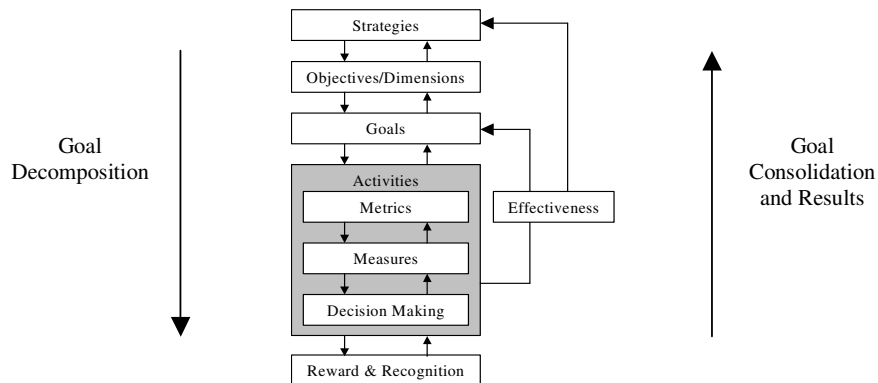 Strategies
Objectives/Dimensions
Goals
Goal
Decomposition
Activities
Metrics
Effectiveness
Measures
Decision Making
Reward & Recognition
Goal
Consolidation
and Results